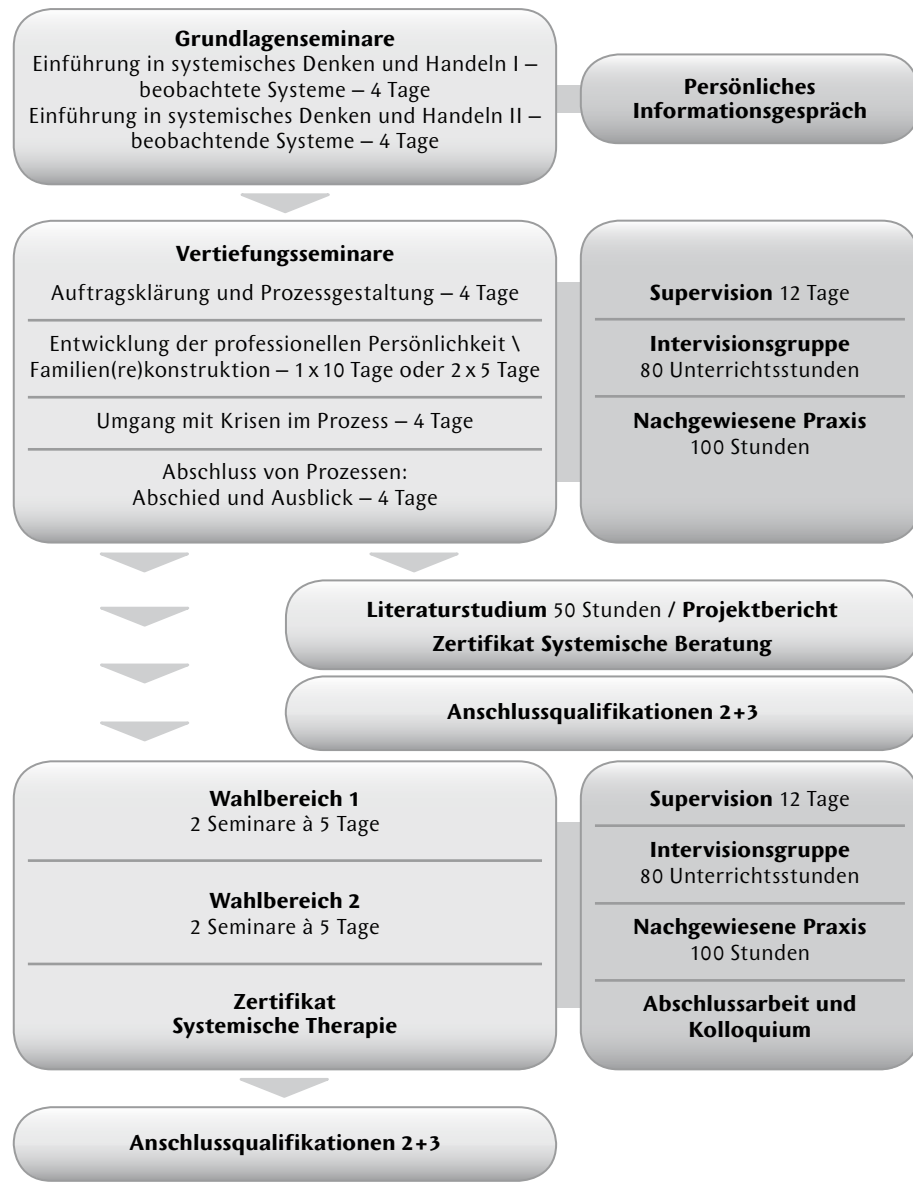 Grundlagenseminare
Einführung in systemisches Denken und Handeln I –
beobachtete Systeme – 4 Tage
Einführung in systemisches Denken und Handeln II –
beobachtende Systeme – 4 Tage
Persönliches
Informationsgespräch
Vertiefungsseminare
Auftragsklärung und Prozessgestaltung – 4 Tage
Entwicklung der professionellen Persönlichkeit \
Familien(re)konstruktion – 1 x 10 Tage oder 2 x 5 Tage
Umgang mit Krisen im Prozess – 4 Tage
Abschluss von Prozessen:
Abschied und Ausblick – 4 Tage
Supervision 12 Tage
Intervisionsgruppe
80 Unterrichtsstunden
Nachgewiesene Praxis
100 Stunden
Literaturstudium 50 Stunden / Projektbericht
Zertifikat Systemische Beratung
Anschlussqualifikationen 2+3
Wahlbereich 1
2 Seminare à 5 Tage
Wahlbereich 2
2 Seminare à 5 Tage
Zertifikat
Systemische Therapie
Supervision 12 Tage
Intervisionsgruppe
80 Unterrichtsstunden
Nachgewiesene Praxis
100 Stunden
Abschlussarbeit und
Kolloquium
Anschlussqualifikationen 2+3